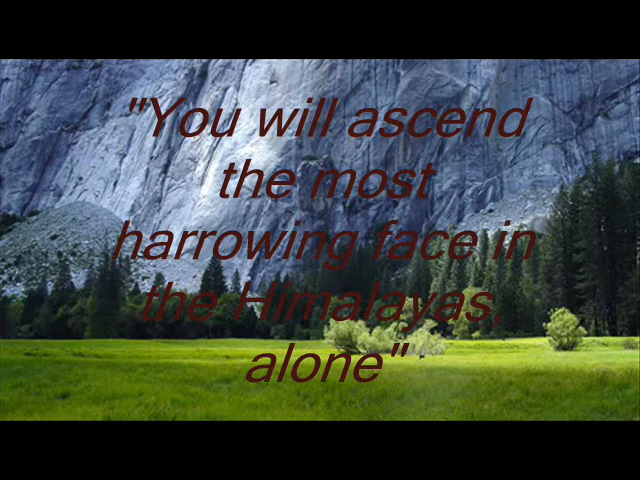 "You will ascend
the most
harrowing face in
the Himalayas,
alone"